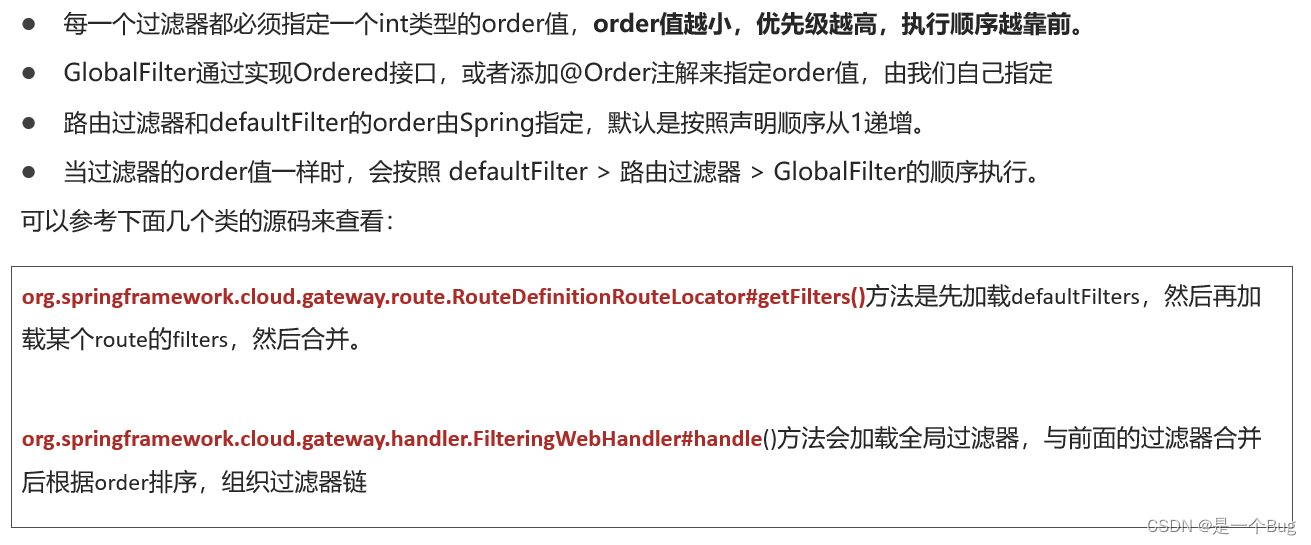 ● 每一个过滤器都必须指定一个int类型的order值，order值越小，优先级越高，执行顺序越靠前。
● GlobalFilter通过实现Ordered接口，或者添加@Order注解来指定order值，由我们自己指定
● 路由过滤器和defaultFilter的order由Spring指定，默认是按照声明顺序从1递增。
● 当过滤器的order值一样时，会按照 defaultFilter > 路由过滤器 > GlobalFilter的顺序执行。
可以参考下面几个类的源码来查看：
org.springframework.cloud.gateway.route.RouteDefinitionRouteLocator#getFilters()方法是先加载defaultFilters，然后再加
载某个route的filters，然后合并。
org.springframework.cloud.gateway.handler.FilteringWebHandler#handle()方法会加载全局过滤器，与前面的过滤器合并
后根据order排序，组织过滤器链
CSDN @是一个Bug